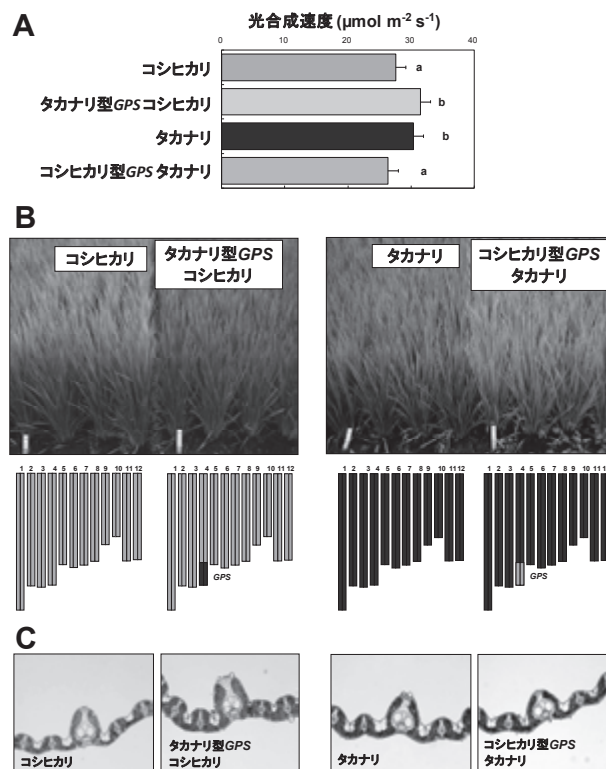 A
光合成速度 (μmol m⁻² s⁻¹)
0 10 20 30 40
コシヒカリ
a
タカナリ型GPS コシヒカリ
b
タカナリ
b
コシヒカリ型GPS タカナリ
a
B
コシヒカリ
タカナリ型GPS
コシヒカリ
タカナリ
コシヒカリ型GPS
タカナリ
1 2 3 4 5 6 7 8 9 10 11 12
1 2 3 4 5 6 7 8 9 10 11 12
1 2 3 4 5 6 7 8 9 10 11 12
1 2 3 4 5 6 7 8 9 10 11 1
GPS
GPS
C
コシヒカリ
タカナリ型GPS
コシヒカリ
タカナリ
コシヒカリ型GPS
タカナリ